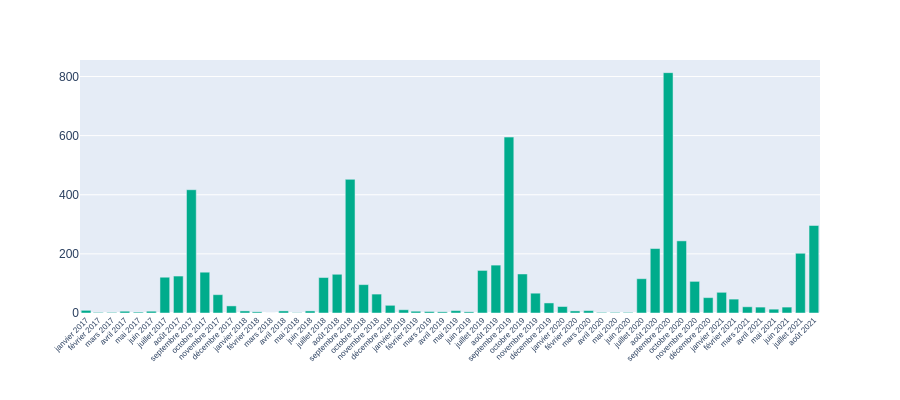 800
600
400
200
0
janvier 2017
février 2017
mars 2017
avril 2017
mai 2017
juin 2017
juillet 2017
août 2017
septembre 2017
octobre 2017
novembre 2017
décembre 2017
janvier 2018
février 2018
mars 2018
avril 2018
mai 2018
juin 2018
juillet 2018
août 2018
septembre 2018
octobre 2018
novembre 2018
décembre 2018
janvier 2019
février 2019
mars 2019
avril 2019
mai 2019
juin 2019
juillet 2019
août 2019
septembre 2019
octobre 2019
novembre 2019
décembre 2019
janvier 2020
février 2020
mars 2020
avril 2020
mai 2020
juin 2020
juillet 2020
août 2020
septembre 2020
octobre 2020
novembre 2020
décembre 2020
janvier 2021
février 2021
mars 2021
avril 2021
mai 2021
juin 2021
juillet 2021
août 2021